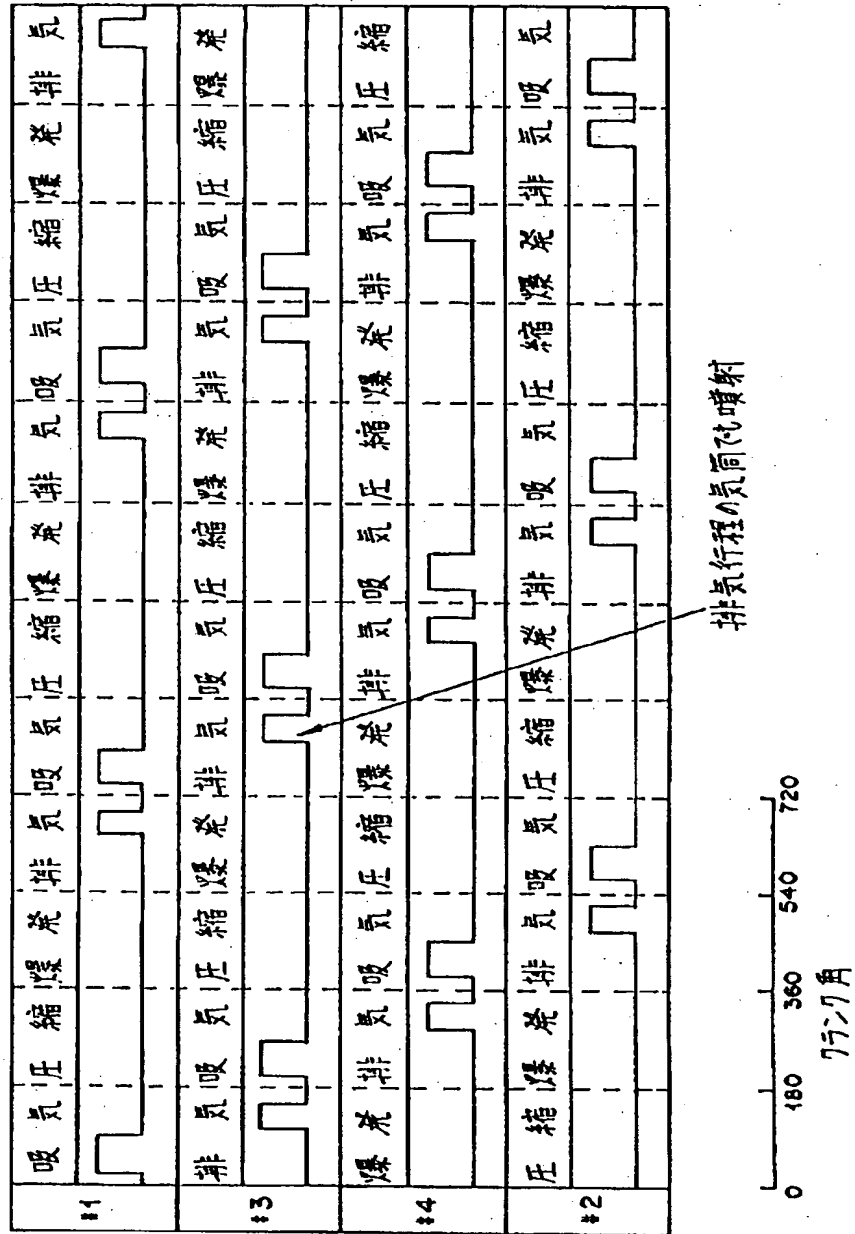 #1 吸気 圧縮 爆発 排気 吸気 圧縮 爆発 排気 吸気 圧縮 爆発 排気
#3 排気 吸気 圧縮 爆発 排気 吸気 圧縮 爆発 排気 吸気 圧縮 爆発
#4 爆発 排気 吸気 圧縮 爆発 排気 吸気 圧縮 爆発 排気 吸気 圧縮
#2 圧縮 爆発 排気 吸気 圧縮 爆発 排気 吸気 圧縮 爆発 排気 吸気
排気行程の気筒でも噴射
0 180 360 540 720
クランク角